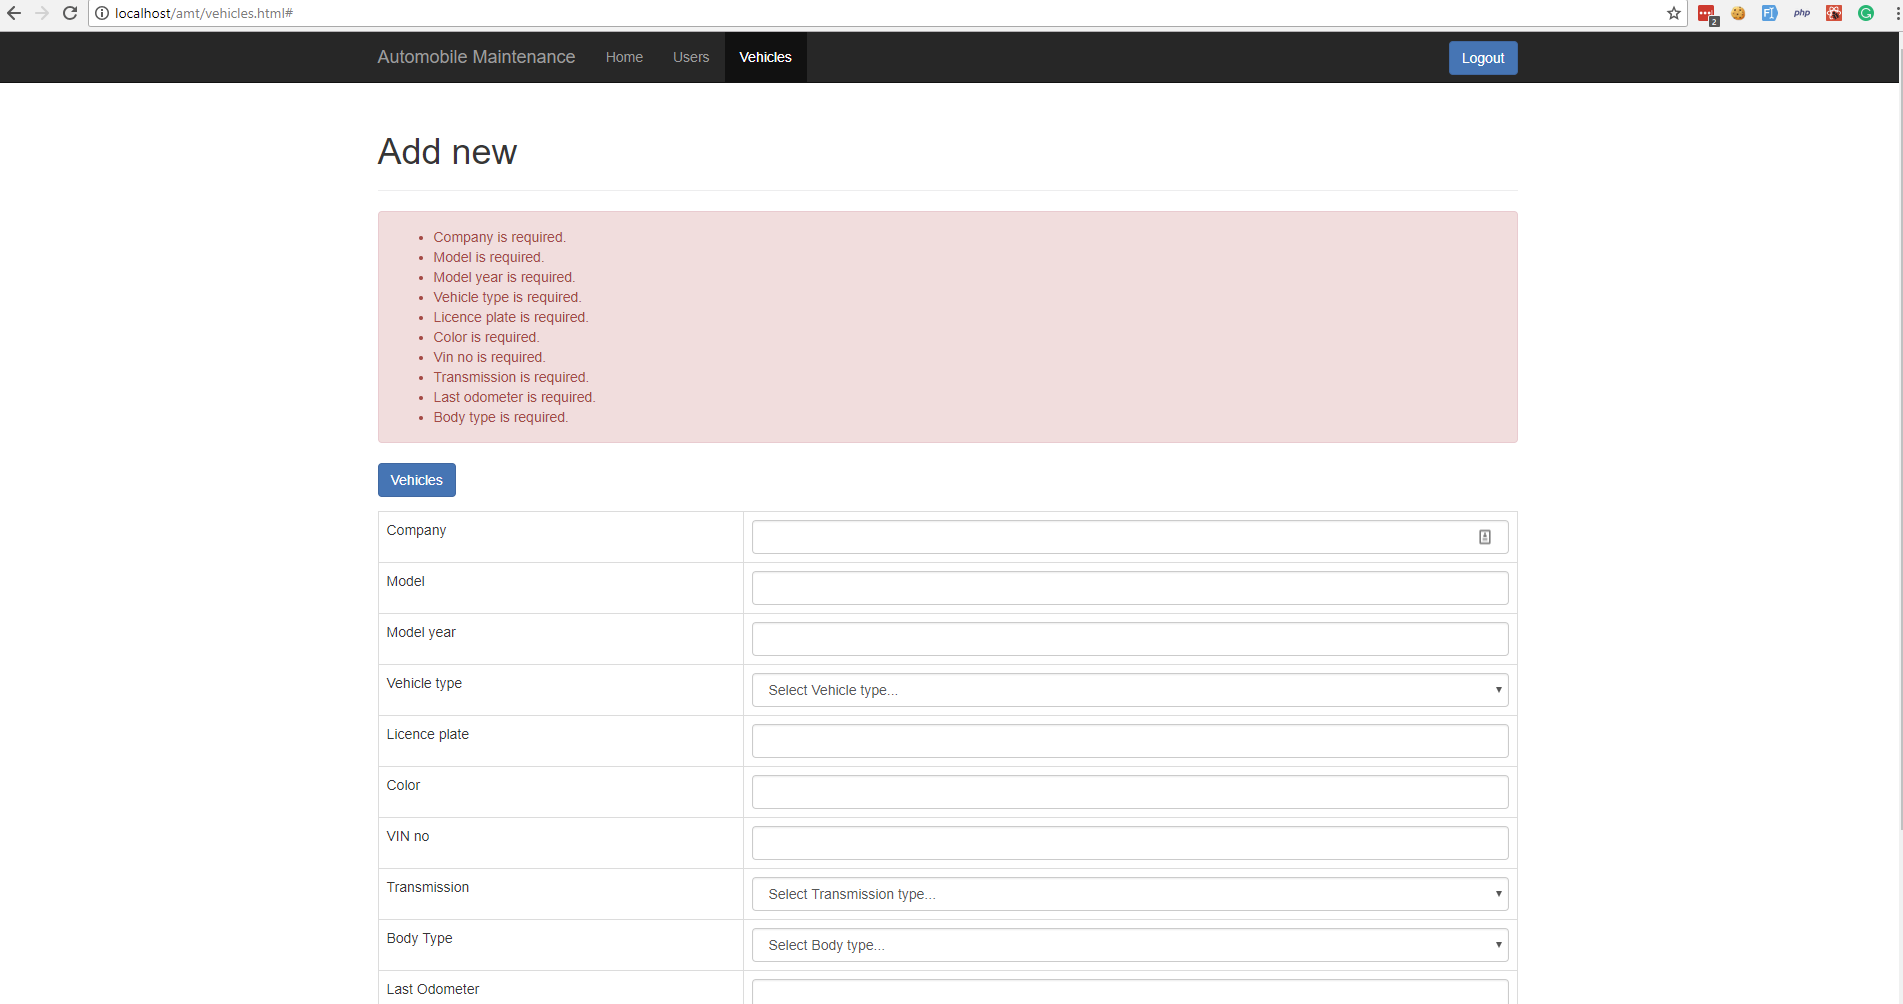 localhost/amt/vehicles.html#
2
php
Automobile Maintenance
Home
Users
Vehicles
Logout
Add new
Company is required.
Model is required.
Model year is required.
Vehicle type is required.
Licence plate is required.
Color is required.
Vin no is required.
Transmission is required.
Last odometer is required.
Body type is required.
Vehicles
Company
Model
Model year
Vehicle type
Select Vehicle type...
Licence plate
Color
VIN no
Transmission
Select Transmission type...
Body Type
Select Body type...
Last Odometer